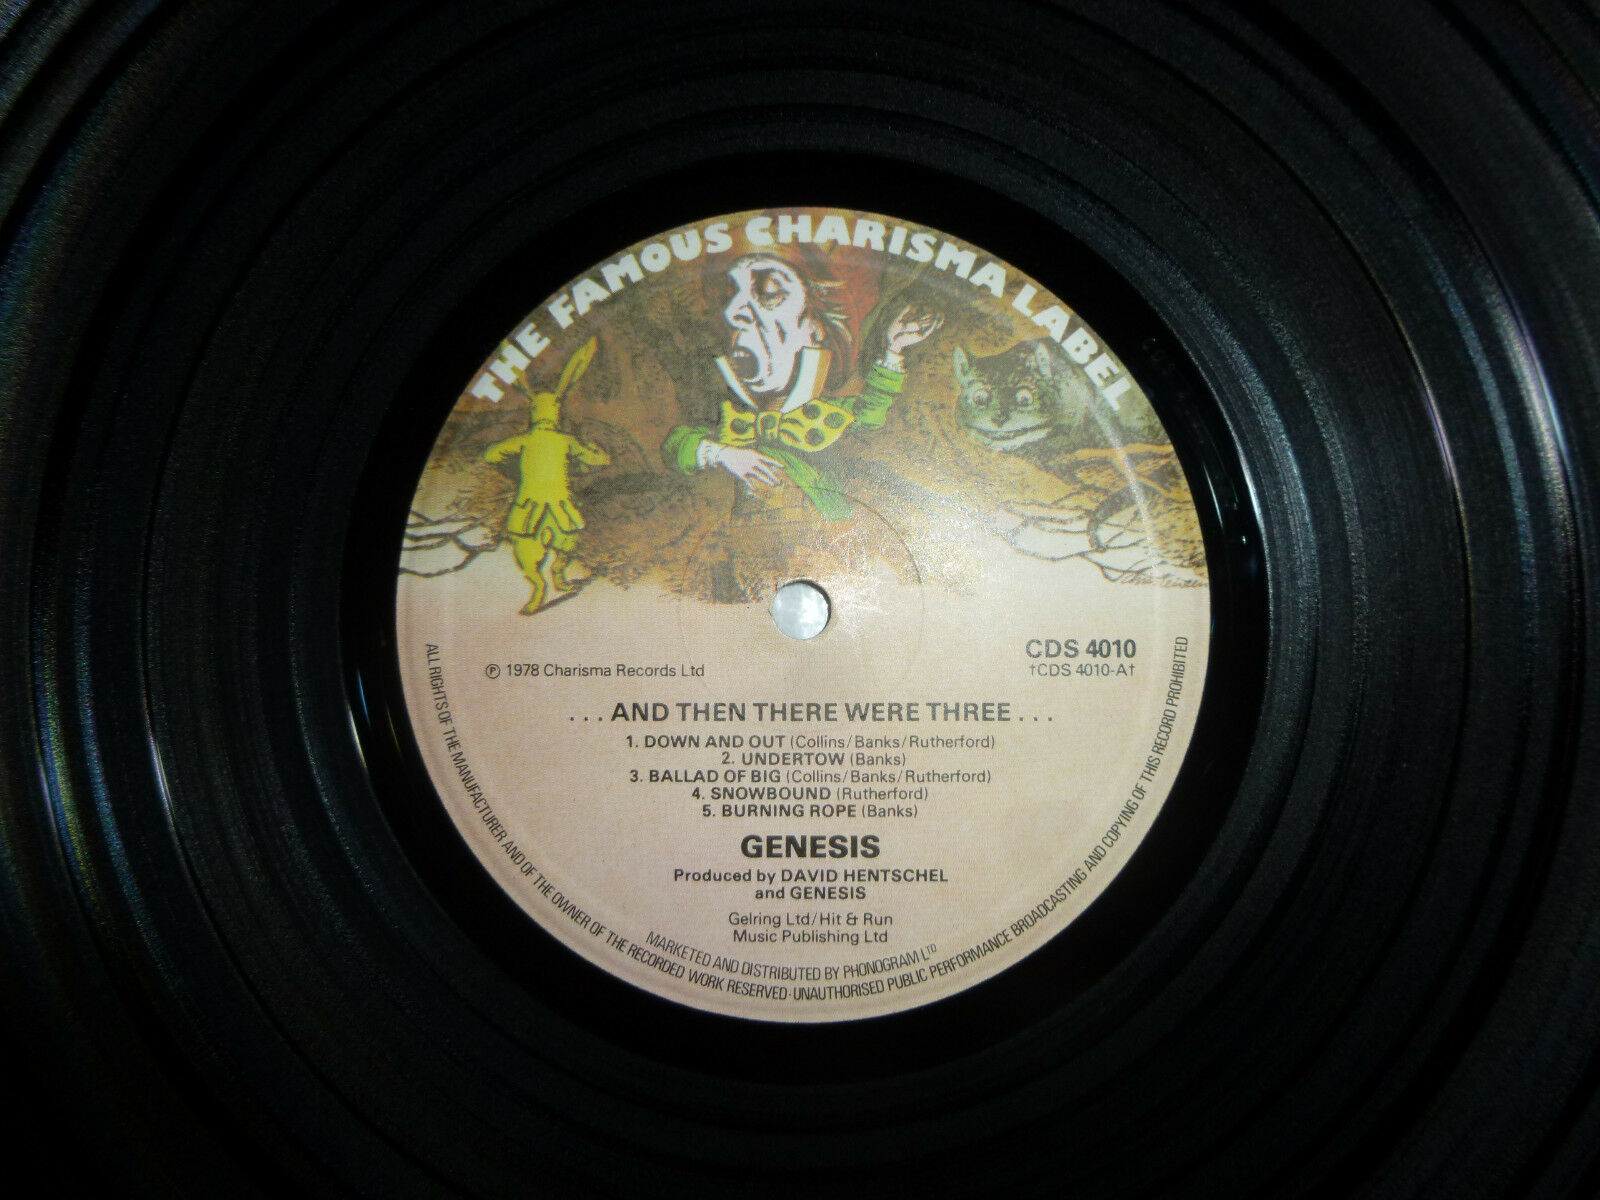 THE FAMOUS CHARISMA LABEL
℗ 1978 Charisma Records Ltd
CDS 4010
†CDS 4010-A†
...AND THEN THERE WERE THREE...
1. DOWN AND OUT (Collins/Banks/Rutherford)
2. UNDERTOW (Banks)
3. BALLAD OF BIG (Collins/Banks/Rutherford)
4. SNOWBOUND (Rutherford)
5. BURNING ROPE (Banks)
GENESIS
Produced by DAVID HENTSCHEL
and GENESIS
Gelring Ltd/Hit & Run
Music Publishing Ltd
MARKETED AND DISTRIBUTED BY PHONOGRAM LTD
ALL RIGHTS OF THE MANUFACTURER AND OF THE OWNER OF THE RECORDED WORK RESERVED·UNAUTHORISED PUBLIC PERFORMANCE BROADCASTING AND COPYING OF THIS RECORD PROHIBITED